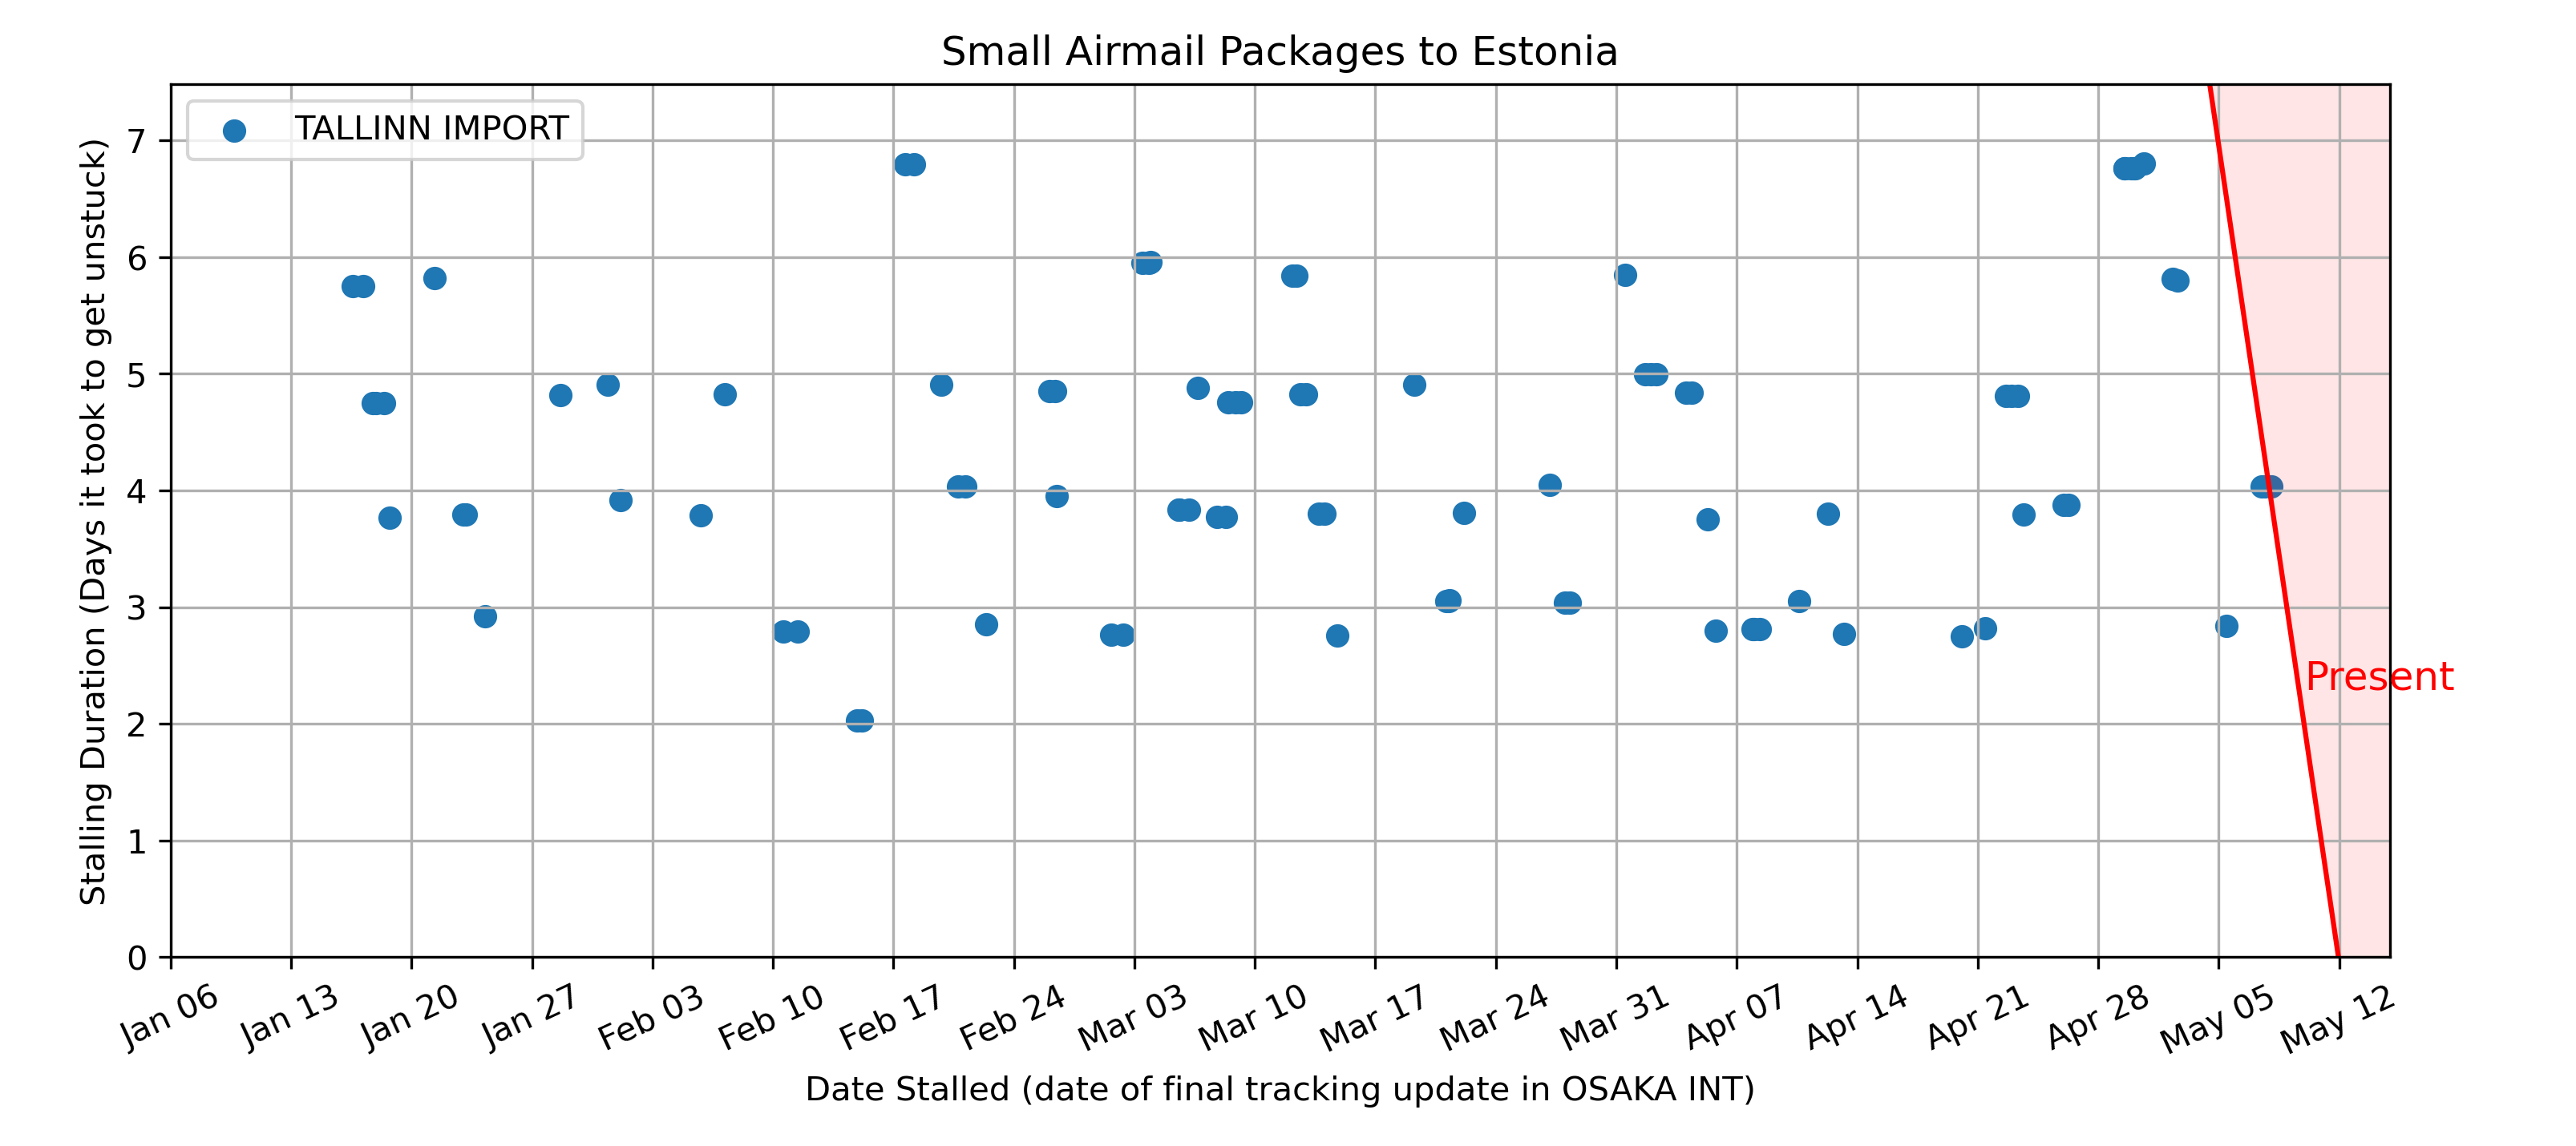 Small Airmail Packages to Estonia
TALLINN IMPORT
Stalling Duration (Days it took to get unstuck)
7
6
5
4
3
2
1
0
Present
Jan 06 Jan 13 Jan 20 Jan 27 Feb 03 Feb 10 Feb 17 Feb 24 Mar 03 Mar 10 Mar 17 Mar 24 Mar 31 Apr 07 Apr 14 Apr 21 Apr 28 May 05 May 12
Date Stalled (date of final tracking update in OSAKA INT)